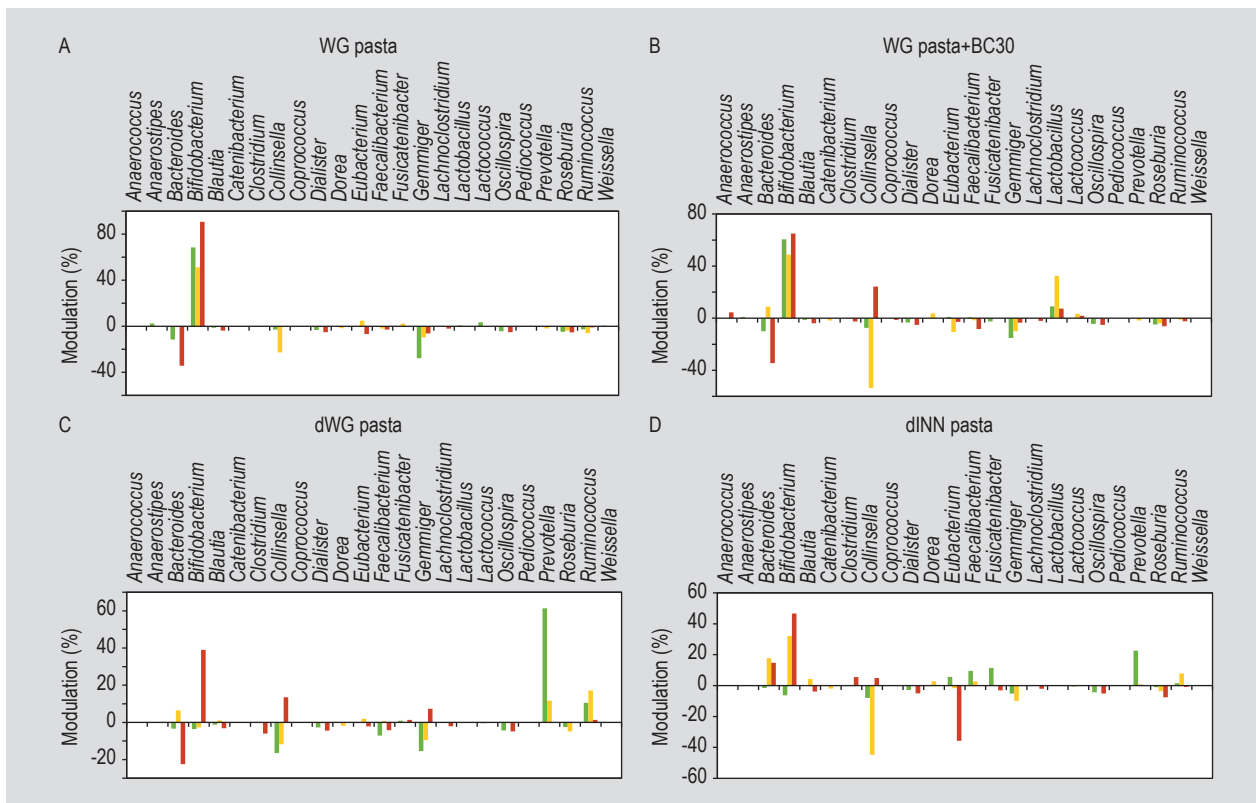 A
WG pasta
Anaerococcus
Anaerostipes
Bacteroides
Bifidobacterium
Blautia
Catenibacterium
Clostridium
Collinsella
Coprococcus
Dialister
Dorea
Eubacterium
Faecalibacterium
Fusicatenibacter
Gemmiger
Lachnoclostridium
Lactobacillus
Lactococcus
Oscillospira
Pediococcus
Prevotella
Roseburia
Ruminococcus
Weissella
Modulation (%)
80
40
0
-40
B
WG pasta+BC30
Anaerococcus
Anaerostipes
Bacteroides
Bifidobacterium
Blautia
Catenibacterium
Clostridium
Collinsella
Coprococcus
Dialister
Dorea
Eubacterium
Faecalibacterium
Fusicatenibacter
Gemmiger
Lachnoclostridium
Lactobacillus
Lactococcus
Oscillospira
Pediococcus
Prevotella
Roseburia
Ruminococcus
Weissella
Modulation (%)
80
40
0
-40
C
dWG pasta
Anaerococcus
Anaerostipes
Bacteroides
Bifidobacterium
Blautia
Catenibacterium
Clostridium
Collinsella
Coprococcus
Dialister
Dorea
Eubacterium
Faecalibacterium
Fusicatenibacter
Gemmiger
Lachnoclostridium
Lactobacillus
Lactococcus
Oscillospira
Pediococcus
Prevotella
Roseburia
Ruminococcus
Weissella
Modulation (%)
60
40
20
0
-20
D
dINN pasta
Anaerococcus
Anaerostipes
Bacteroides
Bifidobacterium
Blautia
Catenibacterium
Clostridium
Collinsella
Coprococcus
Dialister
Dorea
Eubacterium
Faecalibacterium
Fusicatenibacter
Gemmiger
Lachnoclostridium
Lactobacillus
Lactococcus
Oscillospira
Pediococcus
Prevotella
Roseburia
Ruminococcus
Weissella
Modulation (%)
60
40
20
0
-20
-40
-60